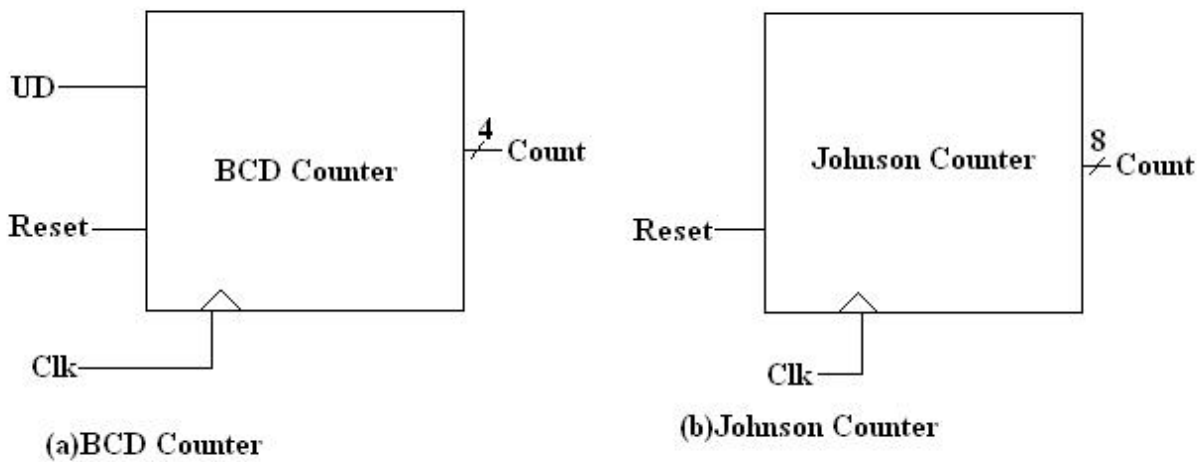 UD
BCD Counter
4
Count
Reset
Clk
(a)BCD Counter
Johnson Counter
8
Count
Reset
Clk
(b)Johnson Counter